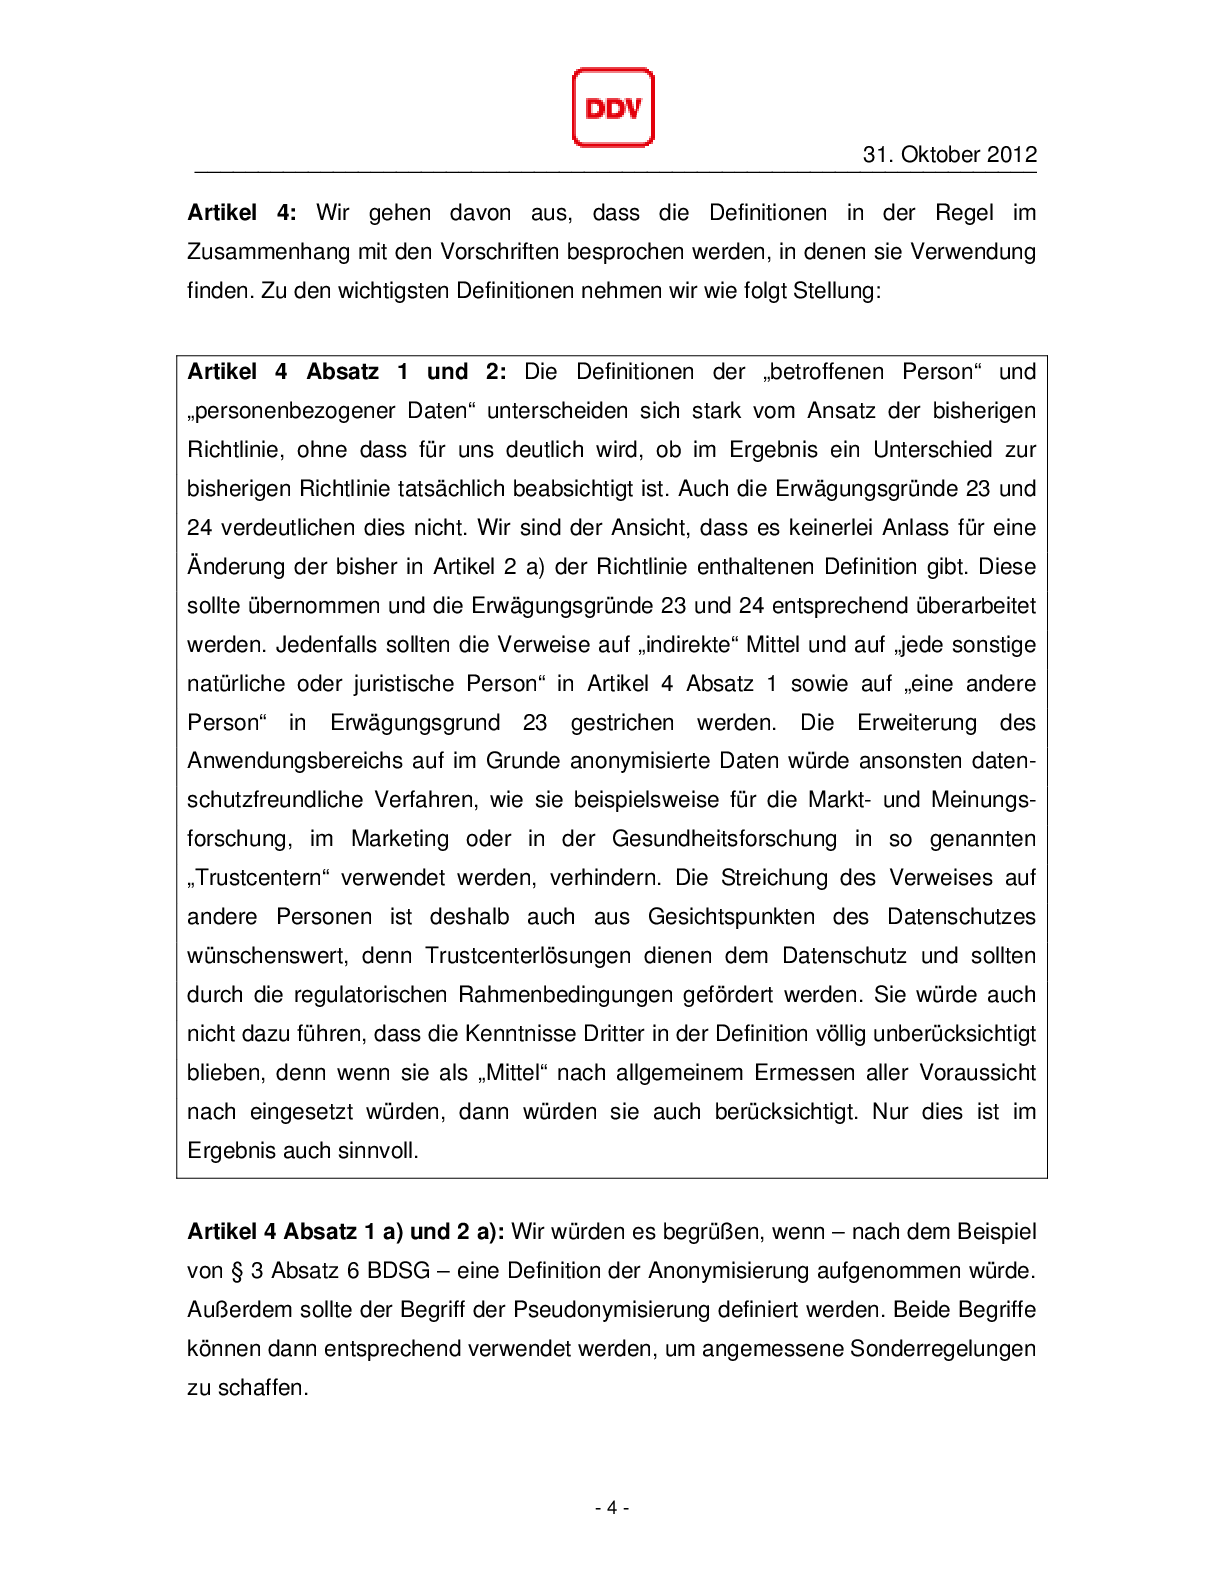 DDV
31. Oktober 2012
Artikel 4: Wir gehen davon aus, dass die Definitionen in der Regel im
Zusammenhang mit den Vorschriften besprochen werden, in denen sie Verwendung
finden. Zu den wichtigsten Definitionen nehmen wir wie folgt Stellung:
Artikel 4 Absatz 1 und 2: Die Definitionen der „betroffenen Person“ und
„personenbezogener Daten“ unterscheiden sich stark vom Ansatz der bisherigen
Richtlinie, ohne dass für uns deutlich wird, ob im Ergebnis ein Unterschied zur
bisherigen Richtlinie tatsächlich beabsichtigt ist. Auch die Erwägungsgründe 23 und
24 verdeutlichen dies nicht. Wir sind der Ansicht, dass es keinerlei Anlass für eine
Änderung der bisher in Artikel 2 a) der Richtlinie enthaltenen Definition gibt. Diese
sollte übernommen und die Erwägungsgründe 23 und 24 entsprechend überarbeitet
werden. Jedenfalls sollten die Verweise auf „indirekte“ Mittel und auf „jede sonstige
natürliche oder juristische Person“ in Artikel 4 Absatz 1 sowie auf „eine andere
Person“ in Erwägungsgrund 23 gestrichen werden. Die Erweiterung des
Anwendungsbereichs auf im Grunde anonymisierte Daten würde ansonsten daten-
schutzfreundliche Verfahren, wie sie beispielsweise für die Markt- und Meinungs-
forschung, im Marketing oder in der Gesundheitsforschung in so genannten
„Trustcentern“ verwendet werden, verhindern. Die Streichung des Verweises auf
andere Personen ist deshalb auch aus Gesichtspunkten des Datenschutzes
wünschenswert, denn Trustcenterlösungen dienen dem Datenschutz und sollten
durch die regulatorischen Rahmenbedingungen gefördert werden. Sie würde auch
nicht dazu führen, dass die Kenntnisse Dritter in der Definition völlig unberücksichtigt
blieben, denn wenn sie als „Mittel“ nach allgemeinem Ermessen aller Voraussicht
nach eingesetzt würden, dann würden sie auch berücksichtigt. Nur dies ist im
Ergebnis auch sinnvoll.
Artikel 4 Absatz 1 a) und 2 a): Wir würden es begrüßen, wenn – nach dem Beispiel
von § 3 Absatz 6 BDSG – eine Definition der Anonymisierung aufgenommen würde.
Außerdem sollte der Begriff der Pseudonymisierung definiert werden. Beide Begriffe
können dann entsprechend verwendet werden, um angemessene Sonderregelungen
zu schaffen.
- 4 -